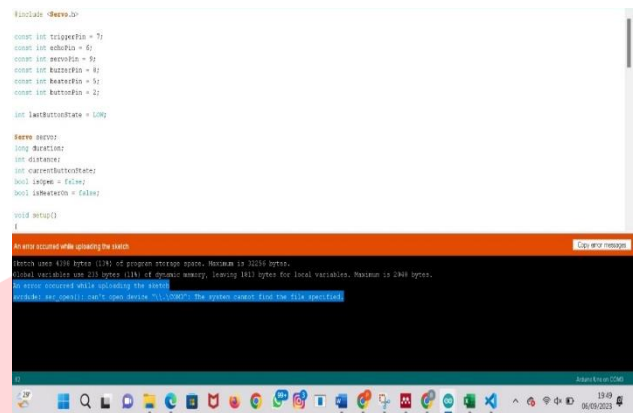 #include <Servo.h>
const int triggerPin = 7;
const int echoPin = 6;
const int servoPin = 9;
const int buzzerPin = 8;
const int heaterPin = 5;
const int buttonPin = 2;
int lastButtonState = LOW;
Servo servo;
long duration;
int distance;
int currentButtonState;
bool isOpen = false;
bool isHeaterOn = false;
void setup()
{
An error occurred while uploading the sketch
Copy error messages
Sketch uses 4396 bytes (13%) of program storage space. Maximum is 32256 bytes.
Global variables use 235 bytes (11%) of dynamic memory, leaving 1813 bytes for local variables. Maximum is 2048 bytes.
An error occurred while uploading the sketch
avrdude: ser_open(): can't open device "\\.\COM3": The system cannot find the file specified.
Arduino Uno on COM3
19:49
06/09/2023